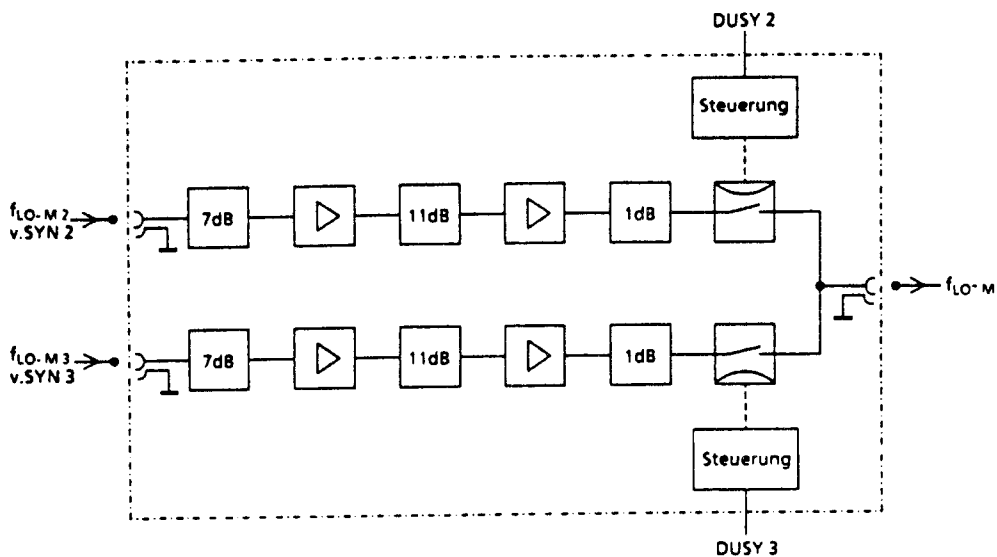 DUSY 2
Steuerung
fLO-M 2
v.SYN 2
7dB
11dB
1dB
fLO-M
fLO-M 3
v.SYN 3
7dB
11dB
1dB
Steuerung
DUSY 3